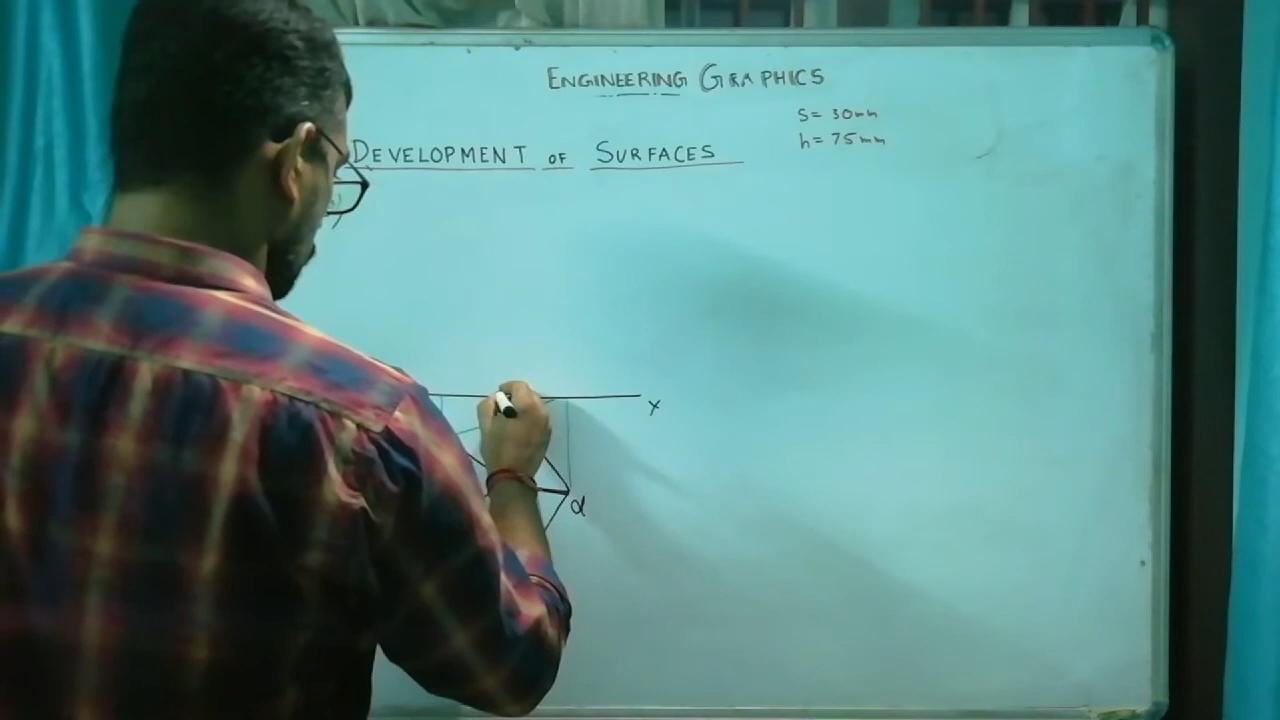 ENGINEERING GRAPHICS
S= 30mm
h= 75mm
DEVELOPMENT OF SURFACES
x
d